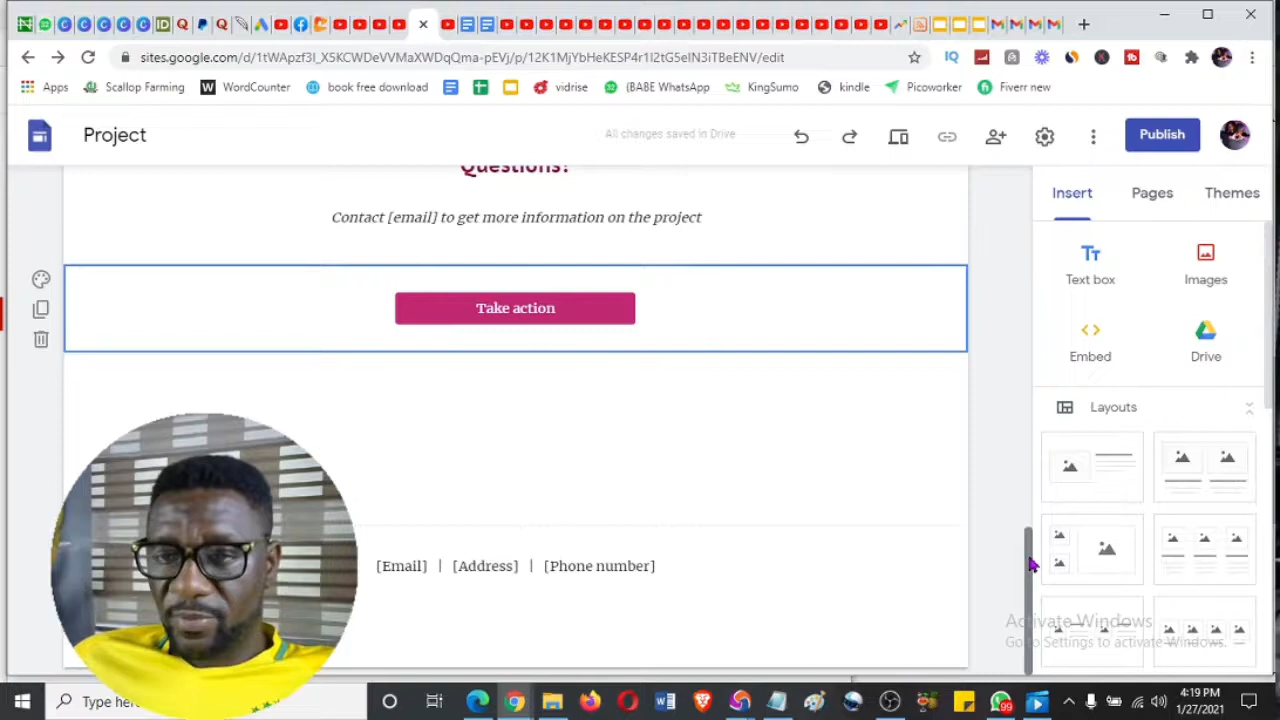 sites.google.com/d/1tWApzf3I_X5KCWDeVVMaXWDqQma-pEVj/p/12K1MjYbHeKESP4r1I2tG5eIN3iTBeENV/edit
Apps Scallop Farming WordCounter book free download vidrise (BABE WhatsApp KingSumo kindle Picoworker Fiverr new
Project All changes saved in Drive Publish
Questions?
Insert Pages Themes
Contact [email] to get more information on the project
Text box Images
Take action
Embed Drive
Layouts
[Email] | [Address] | [Phone number]
Activate Windows
Go to Settings to activate Windows.
Type here
99
4:19 PM
1/27/2021